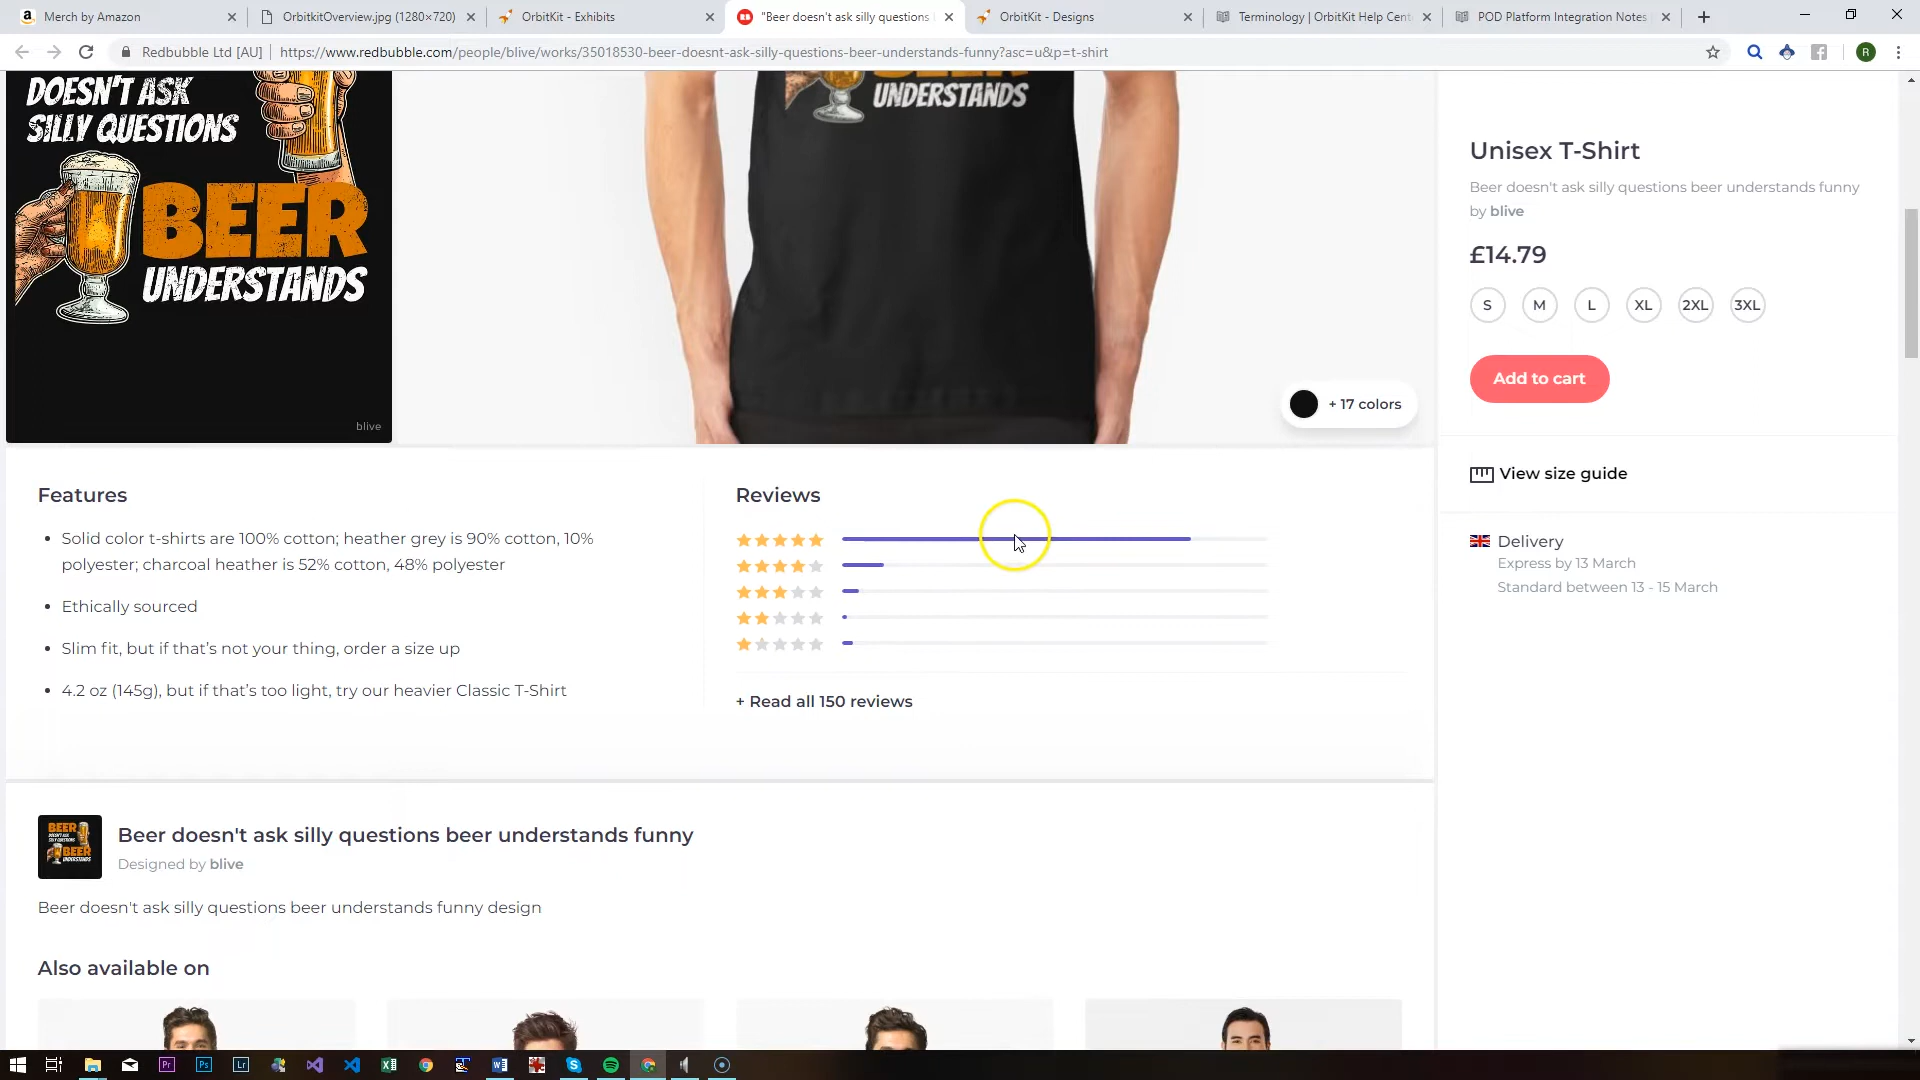 Merch by Amazon
OrbitkitOverview.jpg (1280×720)
OrbitKit - Exhibits
"Beer doesn't ask silly questions
OrbitKit - Designs
Terminology | OrbitKit Help Cent
POD Platform Integration Notes
Redbubble Ltd [AU]
https://www.redbubble.com/people/blive/works/35018530-beer-doesnt-ask-silly-questions-beer-understands-funny?asc=u&p=t-shirt
R
DOESN'T ASK
SILLY QUESTIONS
BEER
UNDERSTANDS
blive
UNDERSTANDS
+ 17 colors
Unisex T-Shirt
Beer doesn't ask silly questions beer understands funny
by blive
£14.79
S M L XL 2XL 3XL
Add to cart
View size guide
Delivery
Express by 13 March
Standard between 13 - 15 March
Features
• Solid color t-shirts are 100% cotton; heather grey is 90% cotton, 10%
polyester; charcoal heather is 52% cotton, 48% polyester
• Ethically sourced
• Slim fit, but if that's not your thing, order a size up
• 4.2 oz (145g), but if that's too light, try our heavier Classic T-Shirt
Reviews
+ Read all 150 reviews
BEER
DOESN'T ASK
SILLY QUESTIONS
BEER
UNDERSTANDS
Beer doesn't ask silly questions beer understands funny
Designed by blive
Beer doesn't ask silly questions beer understands funny design
Also available on